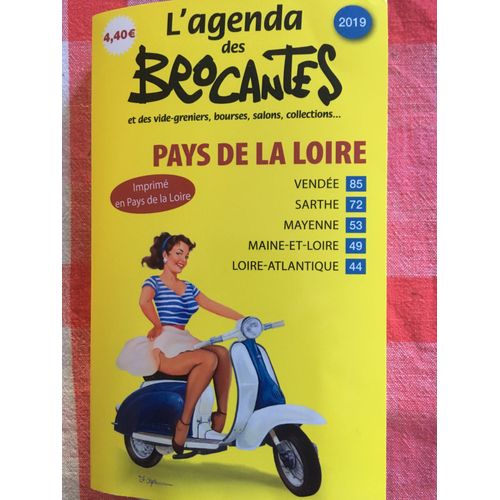 4,40€
L'agenda
2019
des
BROCANTES
et des vide-greniers, bourses, salons, collections...
PAYS DE LA LOIRE
Imprimé
en Pays de la Loire
VENDÉE 85
SARTHE 72
MAYENNE 53
MAINE-ET-LOIRE 49
LOIRE-ATLANTIQUE 44